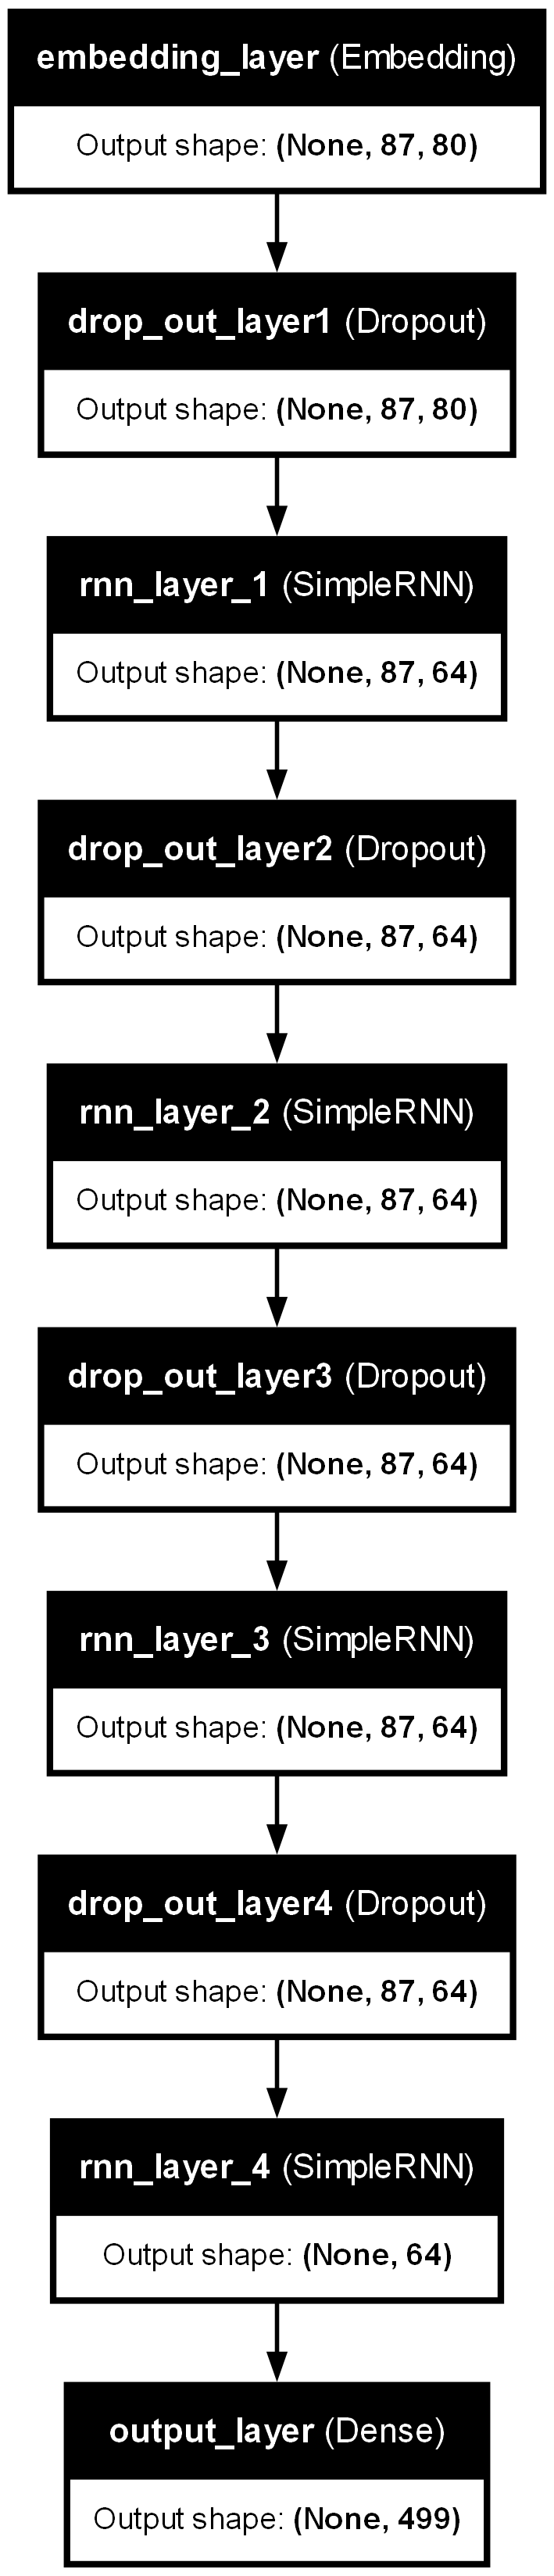 embedding_layer (Embedding)
Output shape: (None, 87, 80)
drop_out_layer1 (Dropout)
Output shape: (None, 87, 80)
rnn_layer_1 (SimpleRNN)
Output shape: (None, 87, 64)
drop_out_layer2 (Dropout)
Output shape: (None, 87, 64)
rnn_layer_2 (SimpleRNN)
Output shape: (None, 87, 64)
drop_out_layer3 (Dropout)
Output shape: (None, 87, 64)
rnn_layer_3 (SimpleRNN)
Output shape: (None, 87, 64)
drop_out_layer4 (Dropout)
Output shape: (None, 87, 64)
rnn_layer_4 (SimpleRNN)
Output shape: (None, 64)
output_layer (Dense)
Output shape: (None, 499)